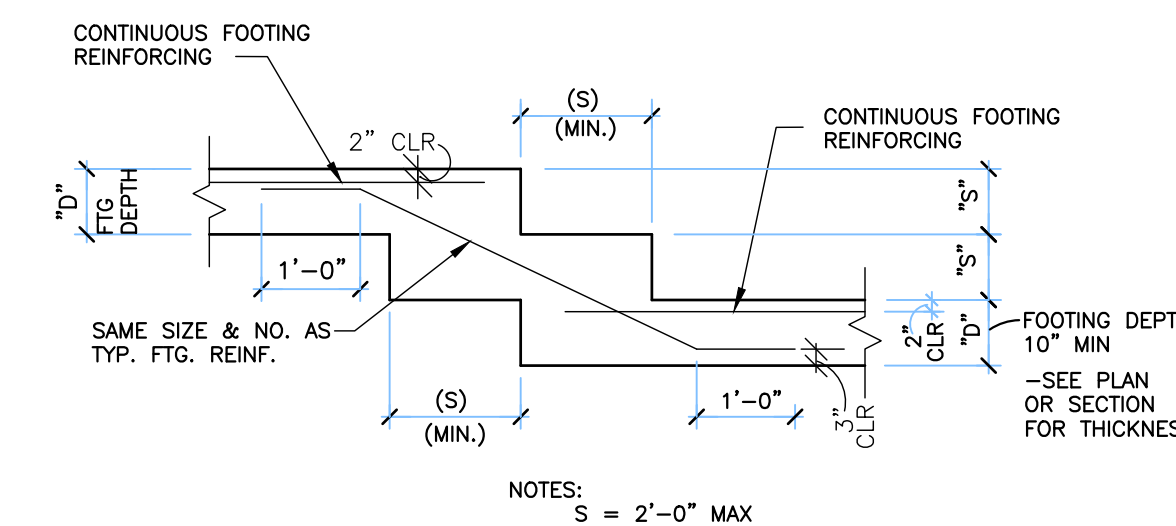 CONTINUOUS FOOTING
REINFORCING
(S)
(MIN.)
CONTINUOUS FOOTING
REINFORCING
2" CLR
"D"
FTG
DEPTH
"S"
"S"
1'-0"
SAME SIZE & NO. AS
TYP. FTG. REINF.
2"
CLR
"D"
FOOTING DEPT
10" MIN
-SEE PLAN
OR SECTION
FOR THICKNES
(S)
(MIN.)
1'-0"
3"
CLR
NOTES:
S = 2'-0" MAX